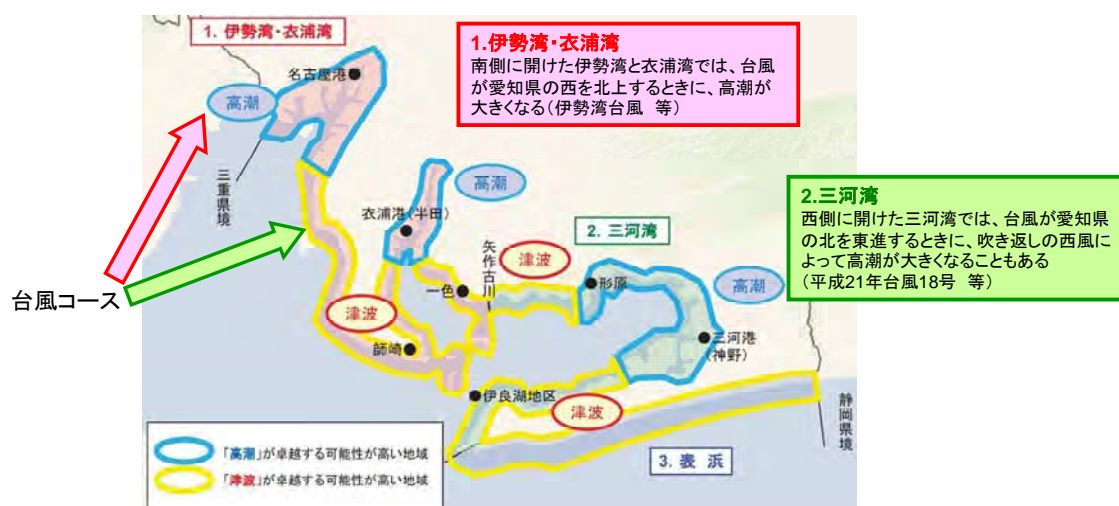 1. 伊勢湾・衣浦湾
名古屋港
高潮
三重県境
衣浦港(半田)
高潮
矢作古川
一色
津波
師崎
2. 三河湾
津波
形原
高潮
三河港
(神野)
伊良湖地区
津波
静岡県境
3. 表 浜
台風コース
1.伊勢湾・衣浦湾
南側に開けた伊勢湾と衣浦湾では、台風
が愛知県の西を北上するときに、高潮が
大きくなる(伊勢湾台風 等)
2.三河湾
西側に開けた三河湾では、台風が愛知県
の北を東進するときに、吹き返しの西風に
よって高潮が大きくなることもある
(平成21年台風18号 等)
「高潮」が卓越する可能性が高い地域
「津波」が卓越する可能性が高い地域